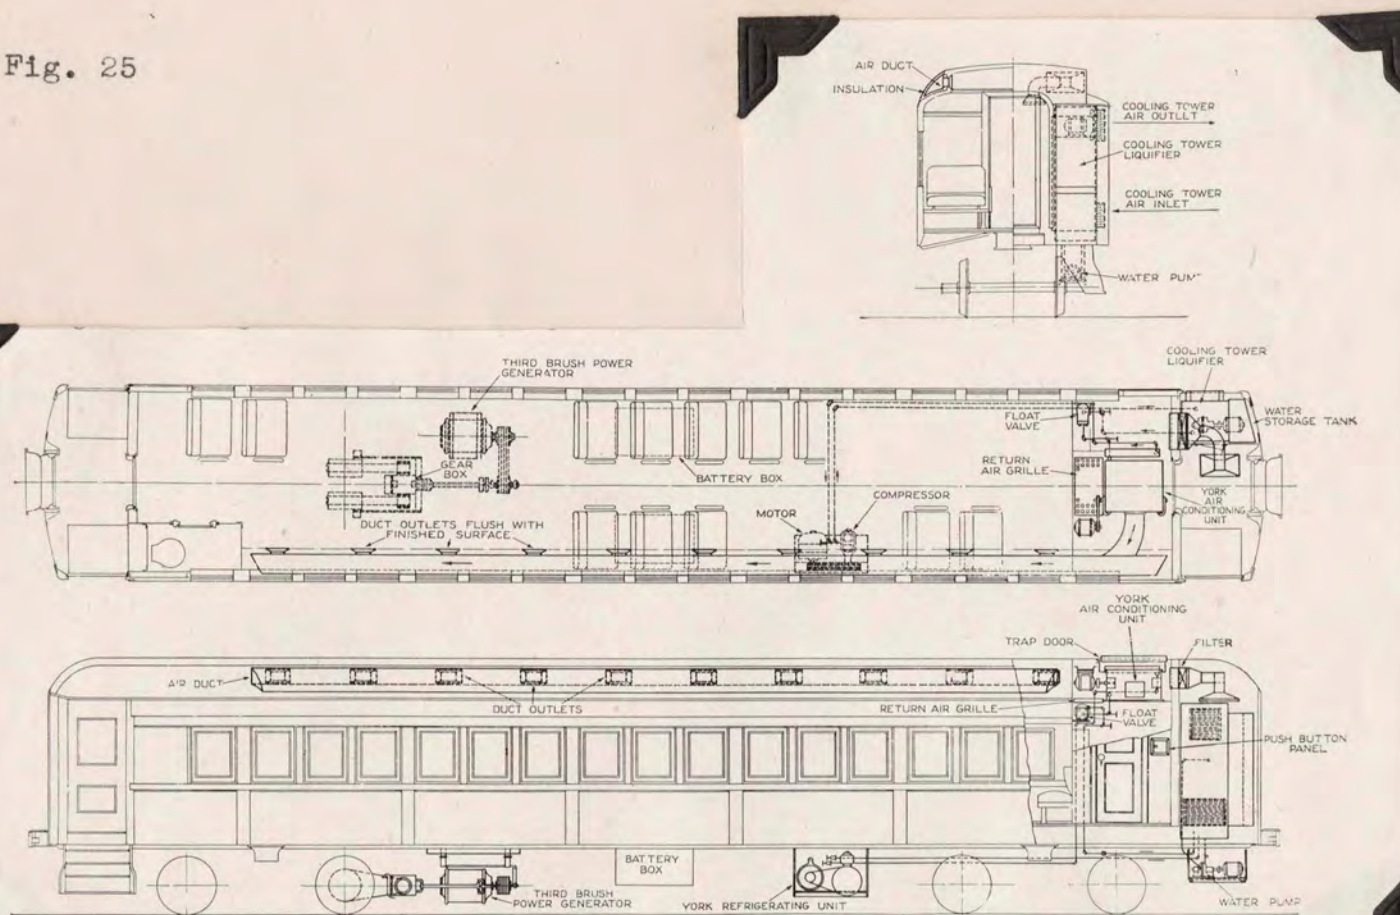 Fig. 25
AIR DUCT
INSULATION
COOLING TOWER
AIR OUTLET
COOLING TOWER
LIQUIFIER
COOLING TOWER
AIR INLET
WATER PUMP
THIRD BRUSH POWER
GENERATOR
COOLING TOWER
LIQUIFIER
FLOAT
VALVE
WATER
STORAGE TANK
GEAR
BOX
BATTERY BOX
RETURN
AIR GRILLE
COMPRESSOR
MOTOR
YORK
AIR
CONDITIONING
UNIT
DUCT OUTLETS FLUSH WITH
FINISHED SURFACE
YORK
AIR CONDITIONING
UNIT
TRAP DOOR
FILTER
AIR DUCT
DUCT OUTLETS
RETURN AIR GRILLE
FLOAT
VALVE
PUSH BUTTON
PANEL
BATTERY
BOX
THIRD BRUSH
POWER GENERATOR
YORK REFRIGERATING UNIT
WATER PUMP